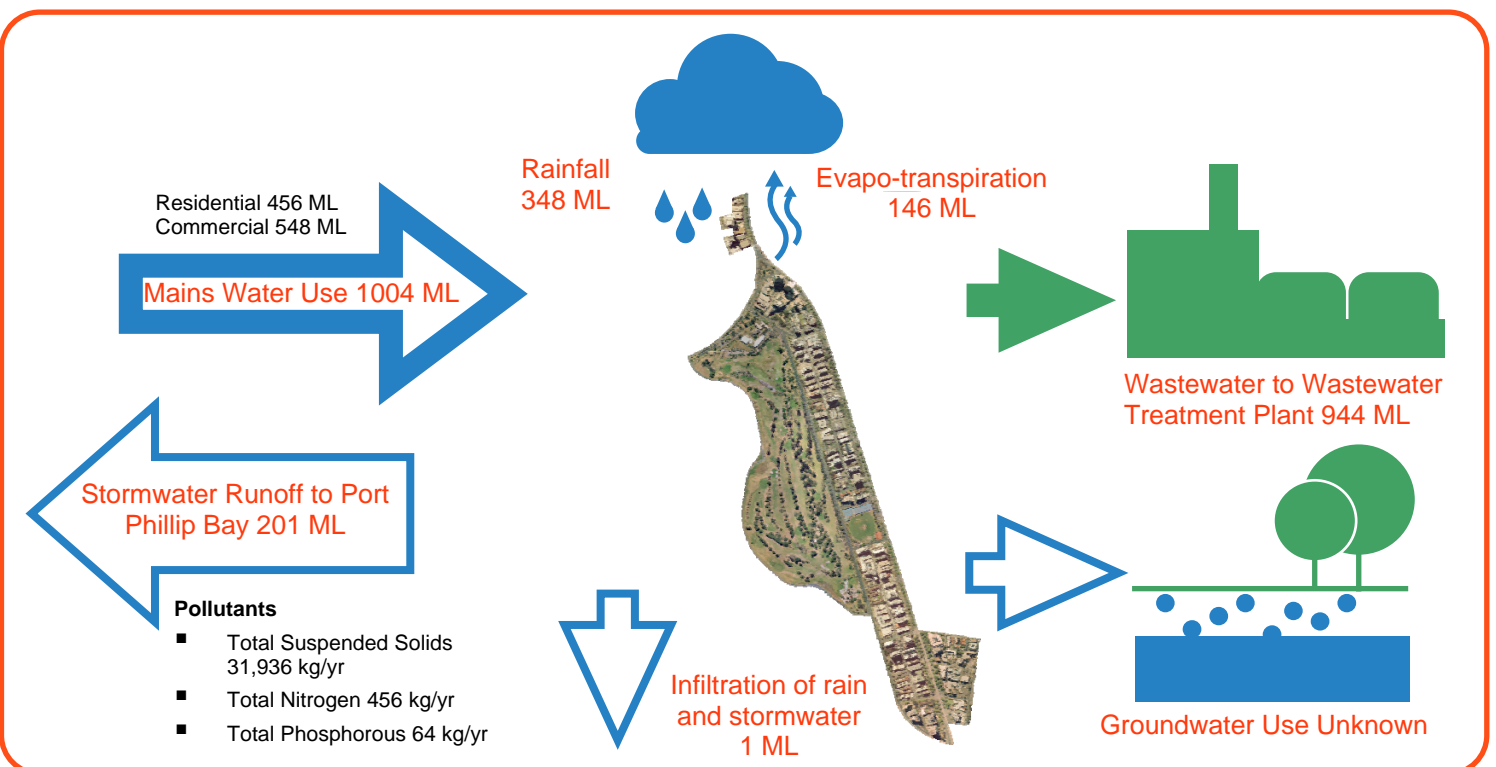 Rainfall
348 ML
Evapo-transpiration
146 ML
Residential 456 ML
Commercial 548 ML
Mains Water Use 1004 ML
Wastewater to Wastewater
Treatment Plant 944 ML
Stormwater Runoff to Port
Phillip Bay 201 ML
Pollutants
■ Total Suspended Solids
31,936 kg/yr
■ Total Nitrogen 456 kg/yr
■ Total Phosphorous 64 kg/yr
Infiltration of rain
and stormwater
1 ML
Groundwater Use Unknown